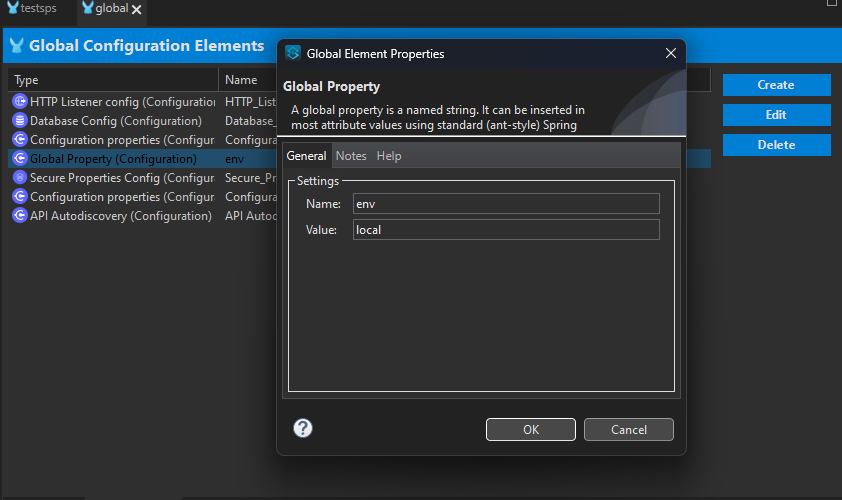 testsps
global
Global Configuration Elements
Type
Name
HTTP Listener config (Configuration
HTTP_List
Database Config (Configuration)
Database_
Configuration properties (Configur
Configura
Global Property (Configuration)
env
Secure Properties Config (Configur
Secure_Pr
Configuration properties (Configur
Configura
API Autodiscovery (Configuration)
API Autod
Create
Edit
Delete
Global Element Properties
Global Property
A global property is a named string. It can be inserted in
most attribute values using standard (ant-style) Spring
General
Notes
Help
Settings
Name:
env
Value:
local
?
OK
Cancel